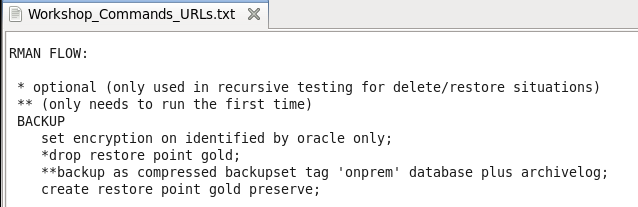 Workshop_Commands_URLs.txt
RMAN FLOW:
* optional (only used in recursive testing for delete/restore situations)
** (only needs to run the first time)
BACKUP
set encryption on identified by oracle only;
*drop restore point gold;
**backup as compressed backupset tag 'onprem' database plus archivelog;
create restore point gold preserve;